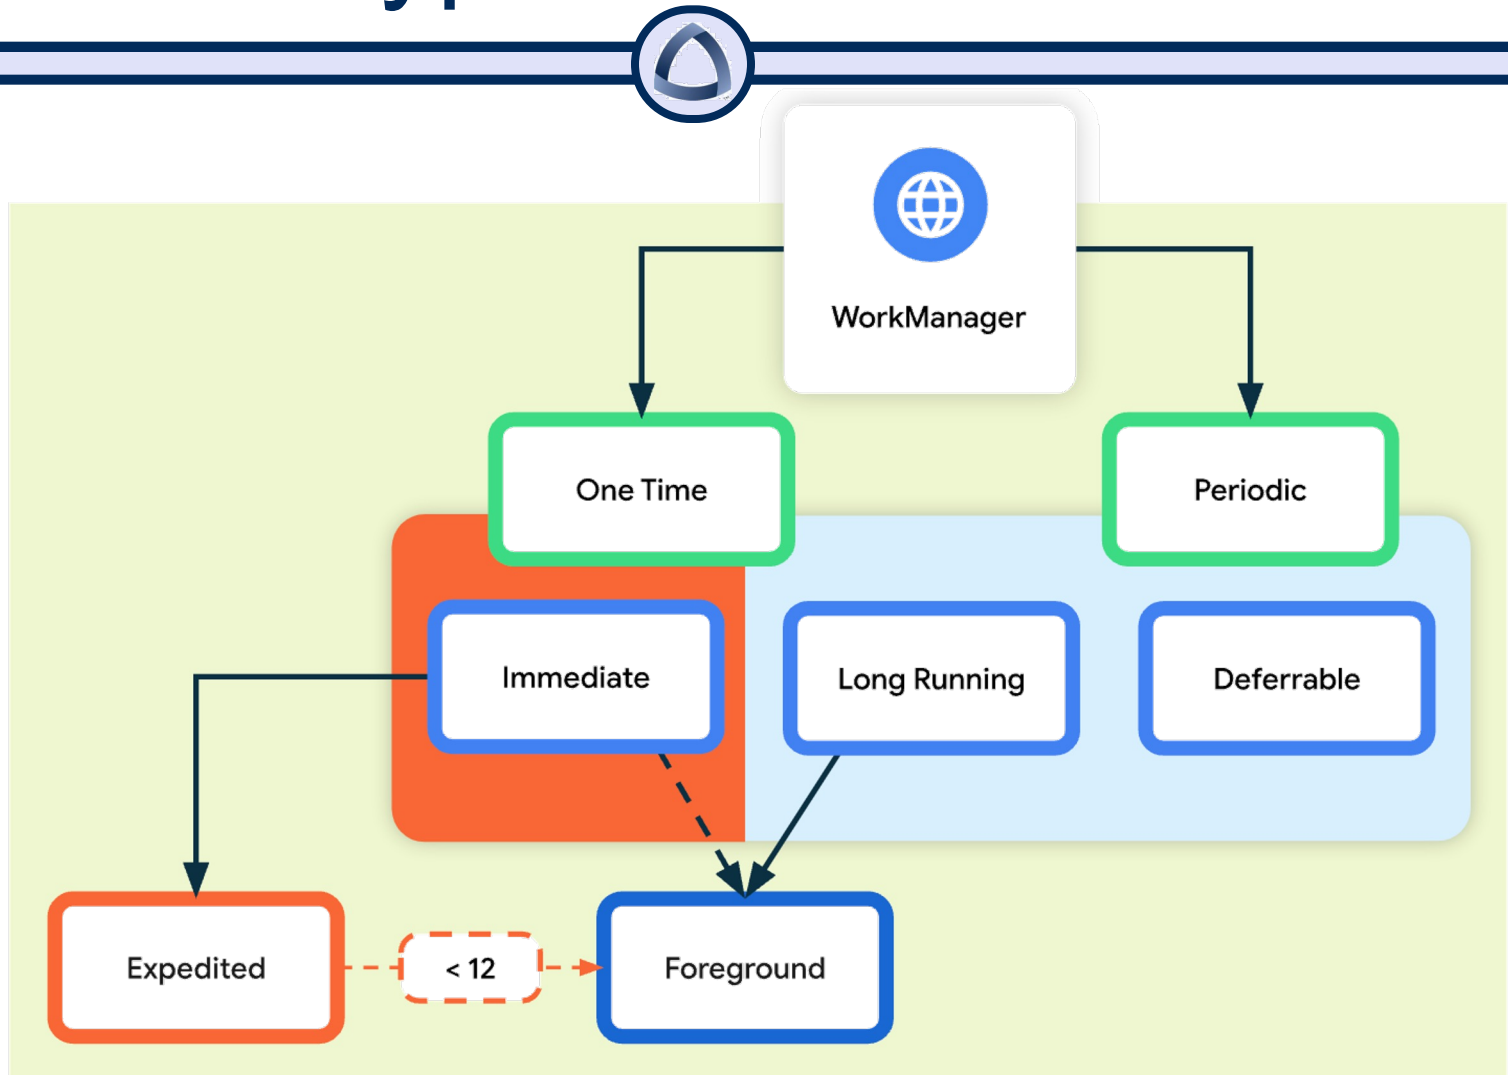 WorkManager
One Time
Periodic
Immediate
Long Running
Deferrable
Expedited
< 12
Foreground